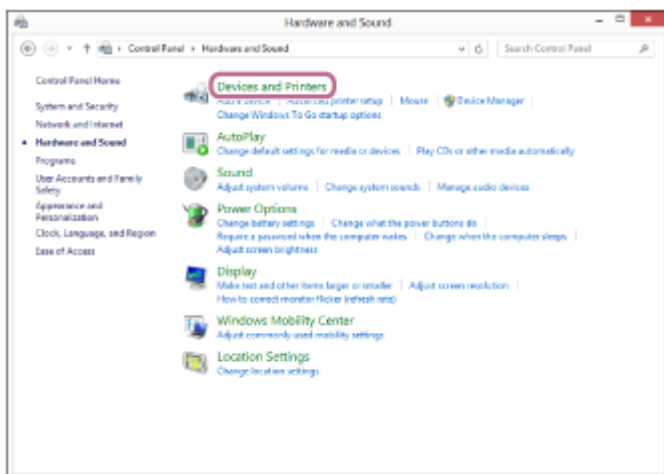 Hardware and Sound
Control Panel › Hardware and Sound
Search Control Panel
Control Panel Home
System and Security
Network and Internet
Hardware and Sound
Programs
User Accounts and Family
Safety
Appearance and
Personalization
Clock, Language, and Region
Ease of Access
Devices and Printers
Add a device | Advanced printer setup | Mouse | Device Manager
Change Windows To Go startup options
AutoPlay
Change default settings for media or devices | Play CDs or other media automatically
Sound
Adjust system volume | Change system sounds | Manage audio devices
Power Options
Change battery settings | Change what the power buttons do
Require a password when the computer wakes | Change when the computer sleeps
Adjust screen brightness
Display
Make text and other items larger or smaller | Adjust screen resolution
How to correct monitor flicker (refresh rate)
Windows Mobility Center
Adjust commonly used mobility settings
Location Settings
Change location settings